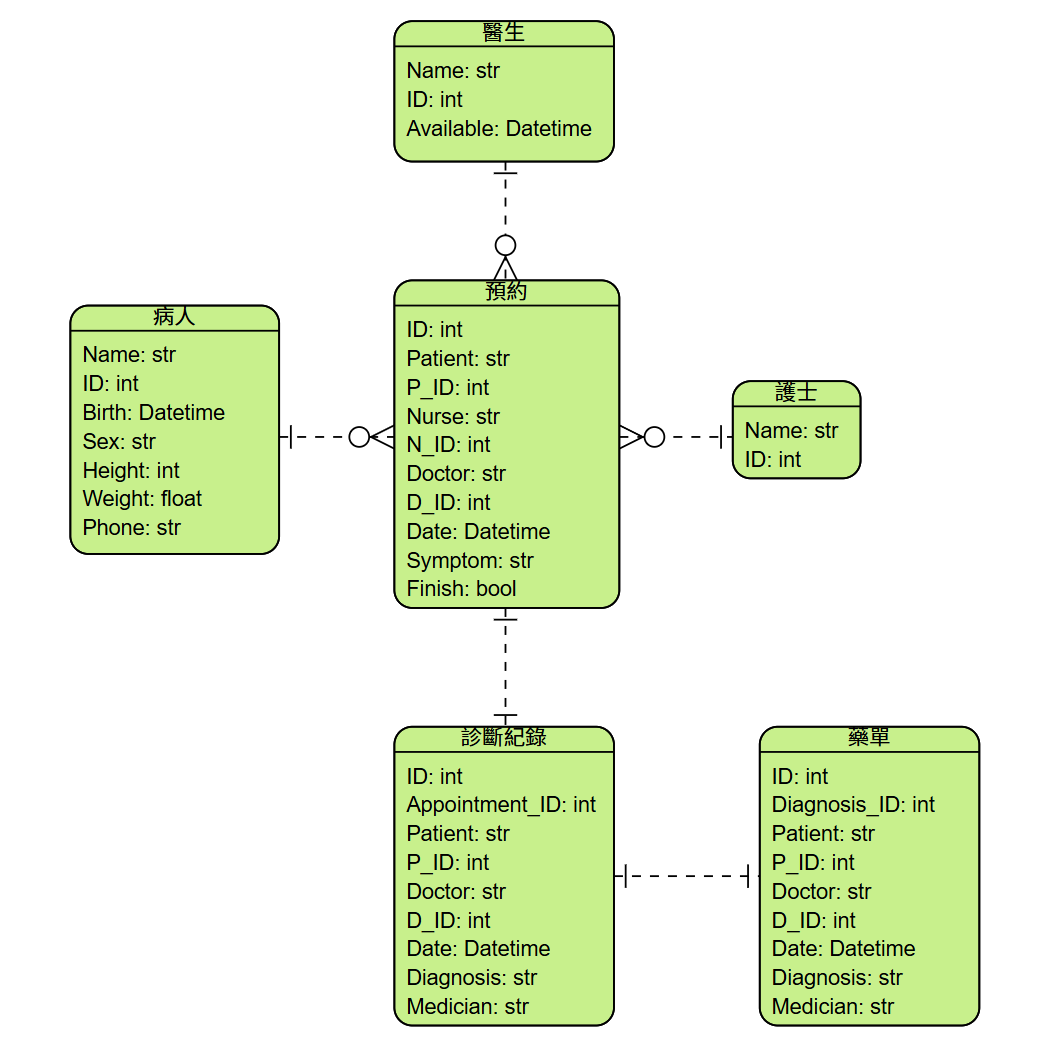 醫生
Name: str
ID: int
Available: Datetime
預約
ID: int
Patient: str
P_ID: int
Nurse: str
N_ID: int
Doctor: str
D_ID: int
Date: Datetime
Symptom: str
Finish: bool
病人
Name: str
ID: int
Birth: Datetime
Sex: str
Height: int
Weight: float
Phone: str
護士
Name: str
ID: int
診斷紀錄
ID: int
Appointment_ID: int
Patient: str
P_ID: int
Doctor: str
D_ID: int
Date: Datetime
Diagnosis: str
Medician: str
藥單
ID: int
Diagnosis_ID: int
Patient: str
P_ID: int
Doctor: str
D_ID: int
Date: Datetime
Diagnosis: str
Medician: str